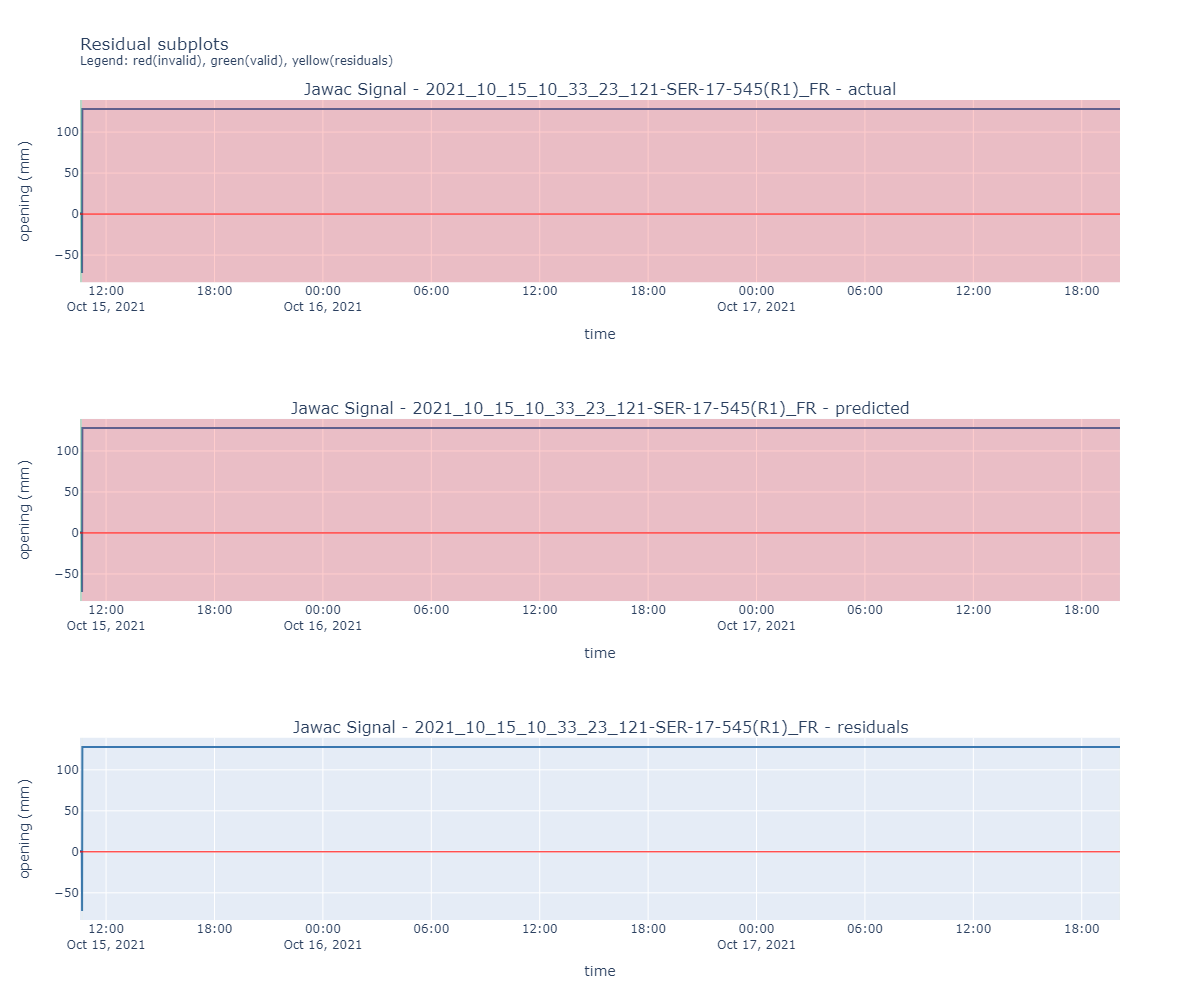 Residual subplots
Legend: red(invalid), green(valid), yellow(residuals)
Jawac Signal - 2021_10_15_10_33_23_121-SER-17-545(R1)_FR - actual
opening (mm)
100
50
0
−50
12:00 18:00 00:00 06:00 12:00 18:00 00:00 06:00 12:00 18:00
Oct 15, 2021 Oct 16, 2021 Oct 17, 2021
time
Jawac Signal - 2021_10_15_10_33_23_121-SER-17-545(R1)_FR - predicted
opening (mm)
100
50
0
−50
12:00 18:00 00:00 06:00 12:00 18:00 00:00 06:00 12:00 18:00
Oct 15, 2021 Oct 16, 2021 Oct 17, 2021
time
Jawac Signal - 2021_10_15_10_33_23_121-SER-17-545(R1)_FR - residuals
opening (mm)
100
50
0
−50
12:00 18:00 00:00 06:00 12:00 18:00 00:00 06:00 12:00 18:00
Oct 15, 2021 Oct 16, 2021 Oct 17, 2021
time